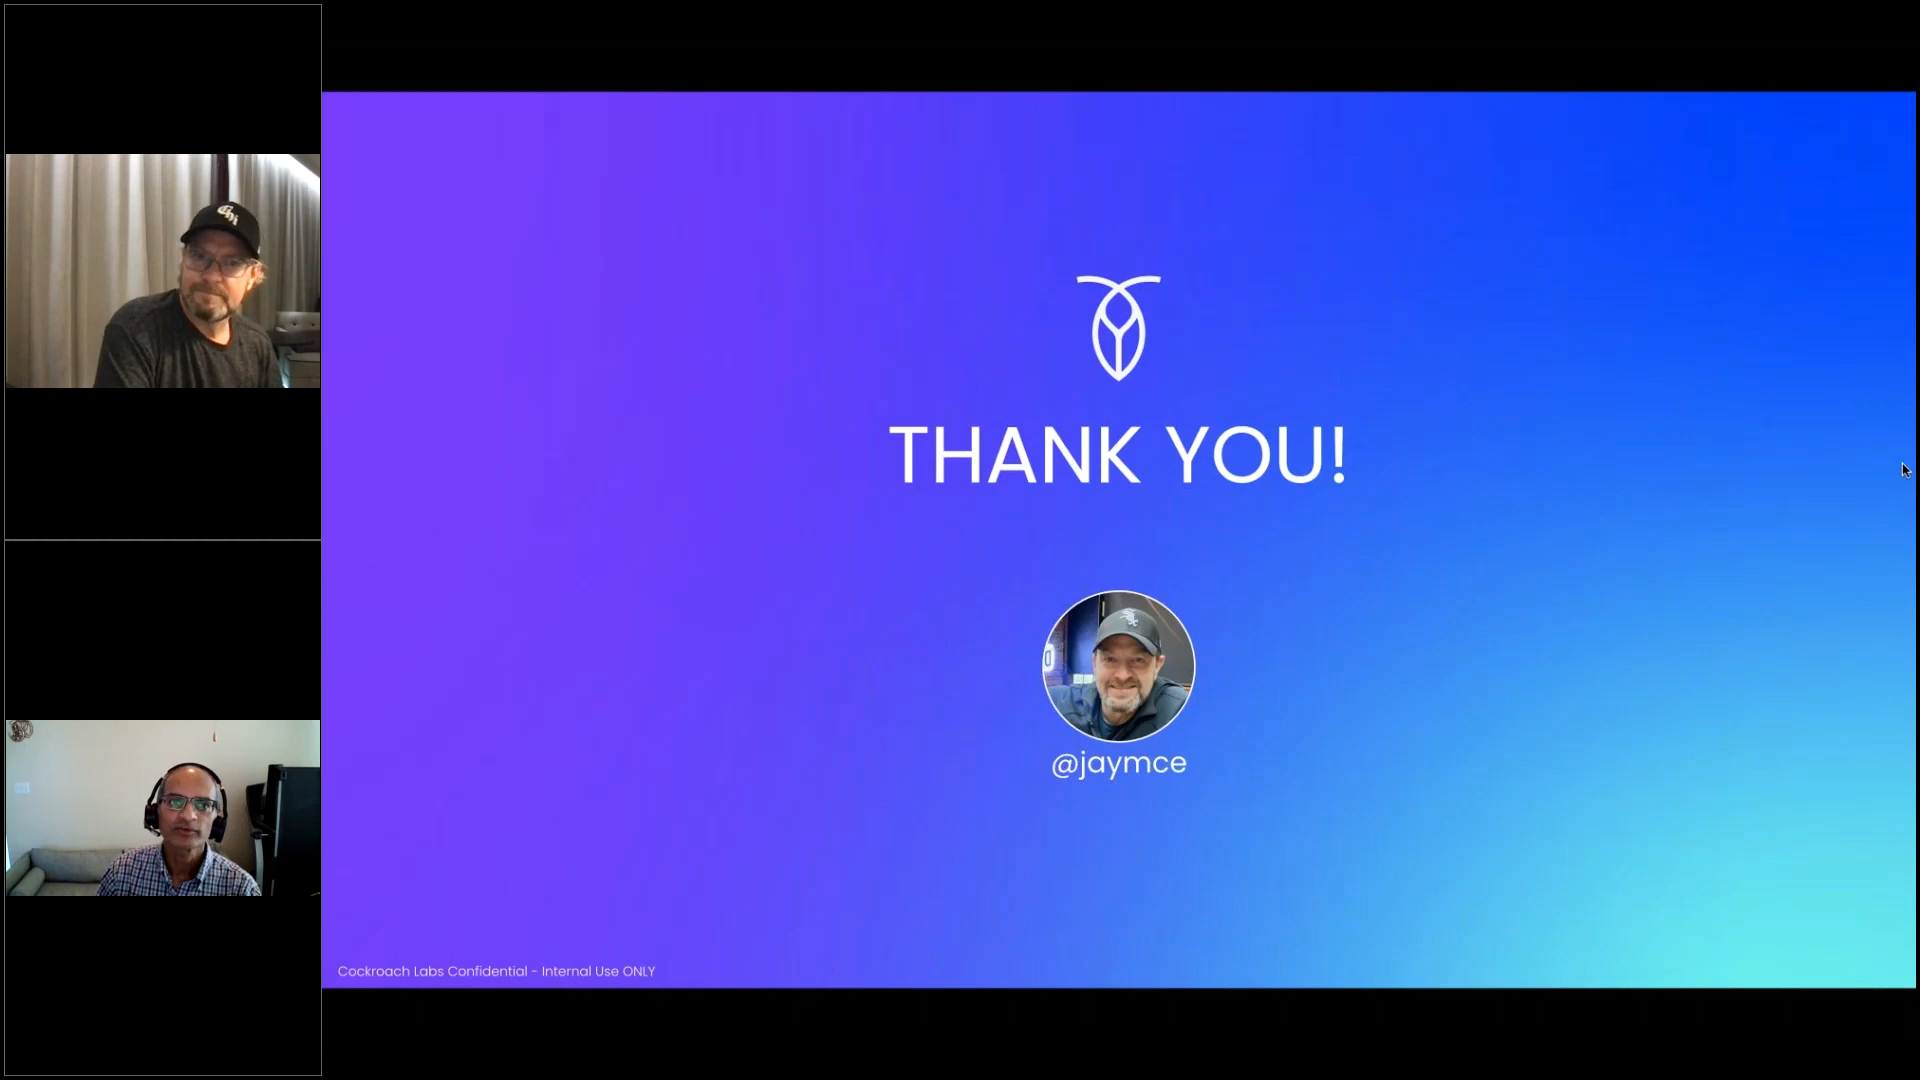 THANK YOU!
@jaymce
Cockroach Labs Confidential - Internal Use ONLY